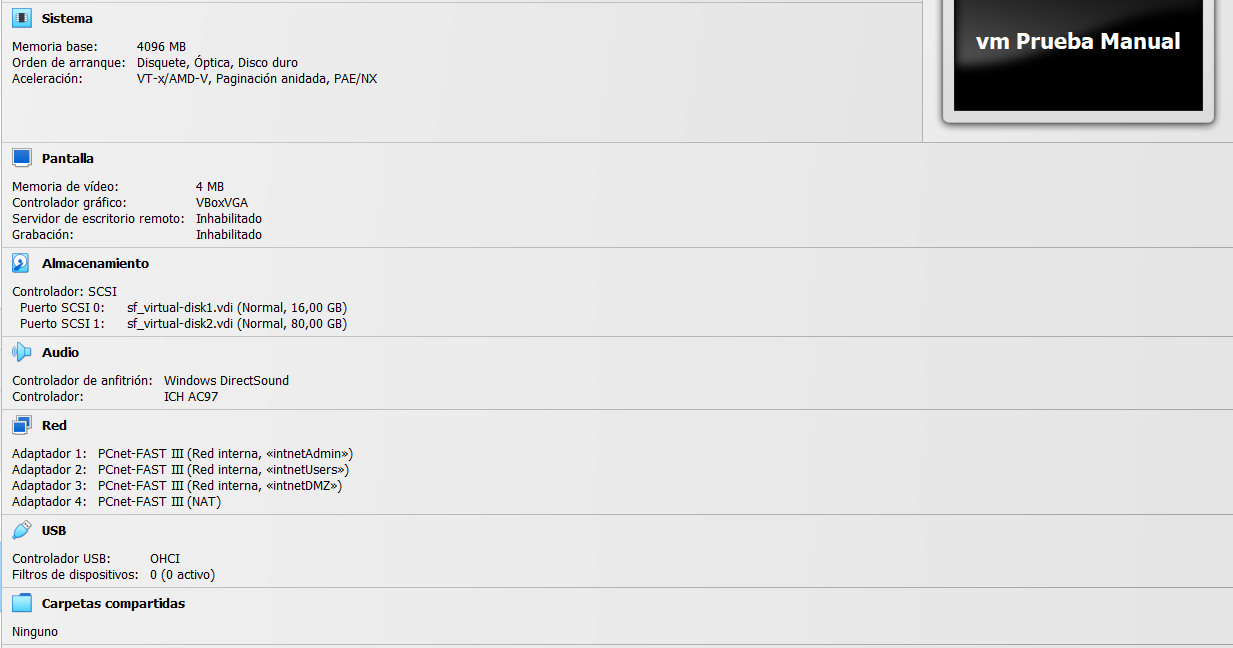 Sistema
vm Prueba Manual
Memoria base: 4096 MB
Orden de arranque: Disquete, Óptica, Disco duro
Aceleración: VT-x/AMD-V, Paginación anidada, PAE/NX
Pantalla
Memoria de vídeo: 4 MB
Controlador gráfico: VBoxVGA
Servidor de escritorio remoto: Inhabilitado
Grabación: Inhabilitado
Almacenamiento
Controlador: SCSI
Puerto SCSI 0: sf_virtual-disk1.vdi (Normal, 16,00 GB)
Puerto SCSI 1: sf_virtual-disk2.vdi (Normal, 80,00 GB)
Audio
Controlador de anfitrión: Windows DirectSound
Controlador: ICH AC97
Red
Adaptador 1: PCnet-FAST III (Red interna, «intnetAdmin»)
Adaptador 2: PCnet-FAST III (Red interna, «intnetUsers»)
Adaptador 3: PCnet-FAST III (Red interna, «intnetDMZ»)
Adaptador 4: PCnet-FAST III (NAT)
USB
Controlador USB: OHCI
Filtros de dispositivos: 0 (0 activo)
Carpetas compartidas
Ninguno